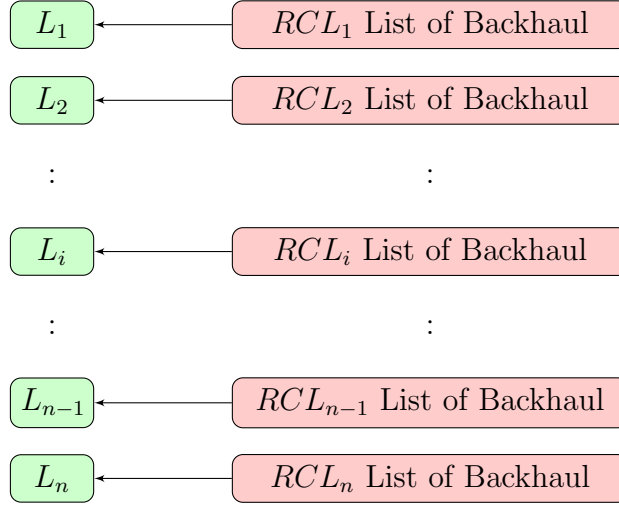 L₁ RCL₁ List of Backhaul
L₂ RCL₂ List of Backhaul
: :
Lᵢ RCLᵢ List of Backhaul
: :
Lₙ₋₁ RCLₙ₋₁ List of Backhaul
Lₙ RCLₙ List of Backhaul